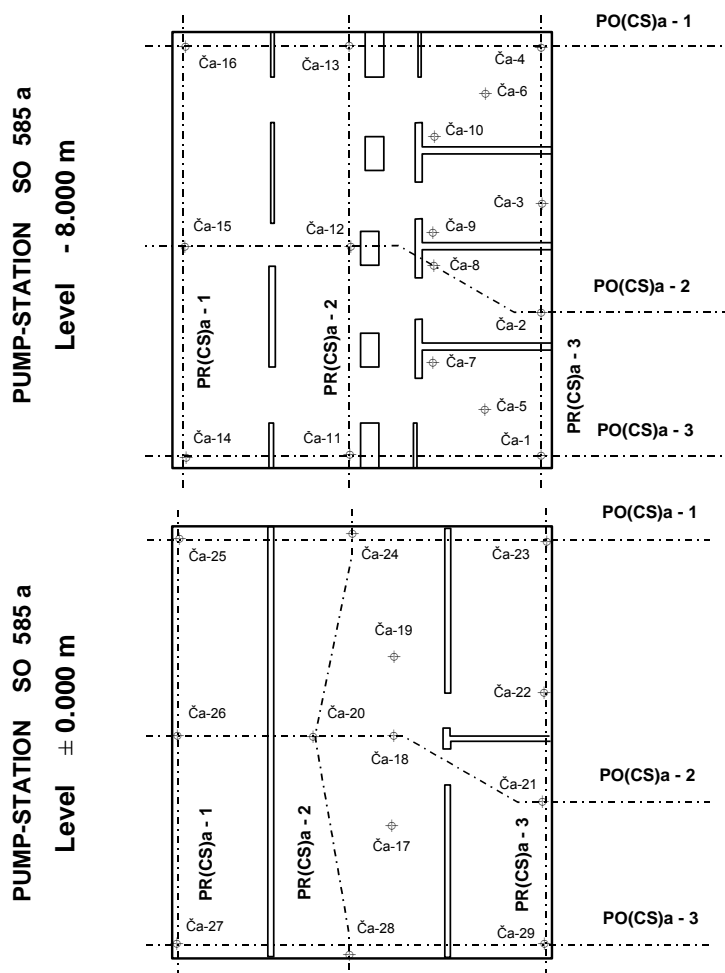 PUMP-STATION SO 585 a
Level - 8.000 m
PO(CS)a - 1
Ča-16
Ča-13
Ča-4
Ča-6
Ča-10
Ča-3
Ča-15
Ča-12
Ča-9
Ča-8
PO(CS)a - 2
Ča-2
PR(CS)a - 1
PR(CS)a - 2
PR(CS)a - 3
Ča-7
Ča-5
PO(CS)a - 3
Ča-14
Ča-11
Ča-1
PUMP-STATION SO 585 a
Level ± 0.000 m
PO(CS)a - 1
Ča-25
Ča-24
Ča-23
Ča-19
Ča-22
Ča-26
Ča-20
Ča-18
PO(CS)a - 2
Ča-21
PR(CS)a - 1
PR(CS)a - 2
PR(CS)a - 3
Ča-17
PO(CS)a - 3
Ča-27
Ča-28
Ča-29